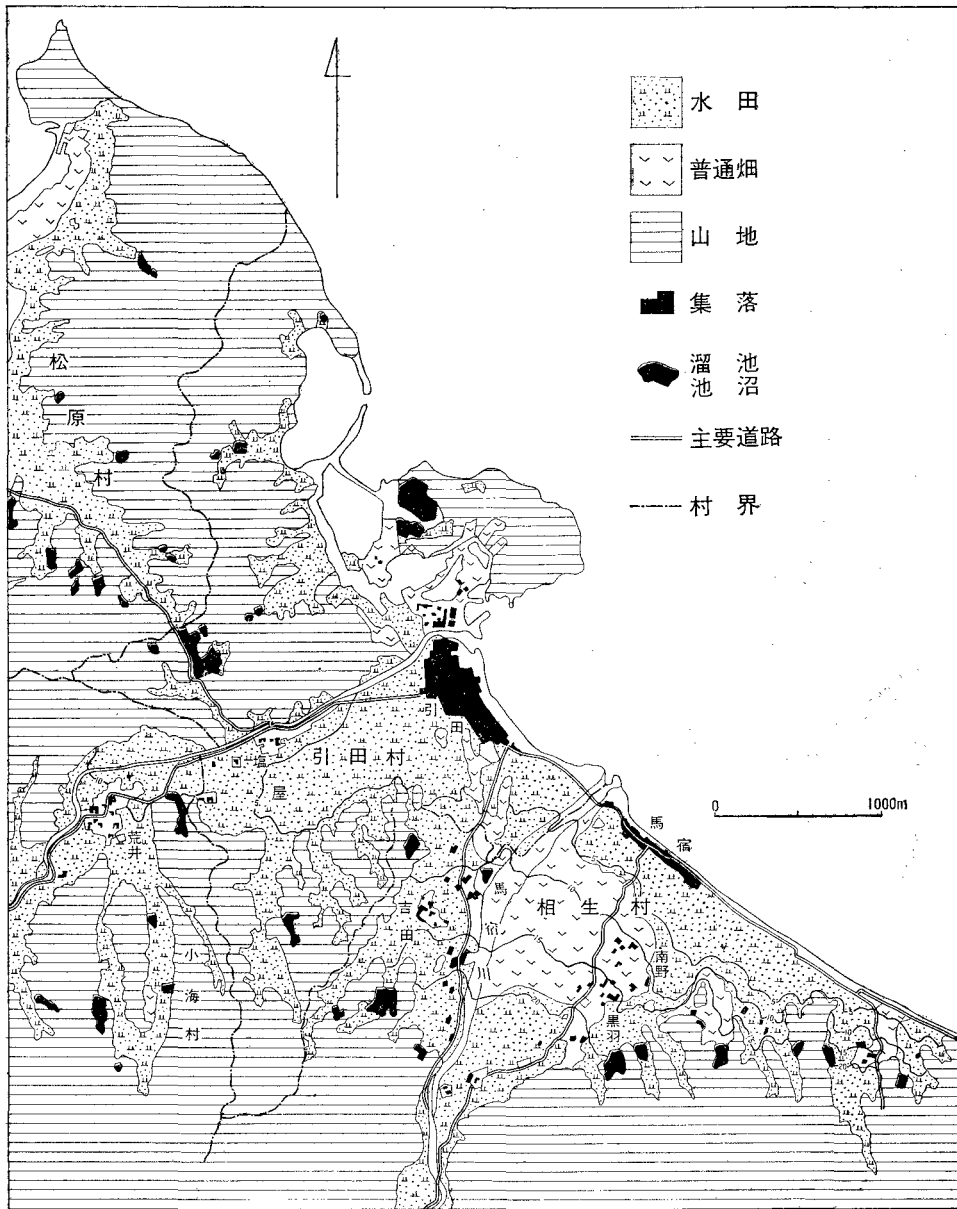 水田
普通畑
山地
集落
溜池
池沼
主要道路
村界
松原村
引田
引田村
塩屋
0 1000m
馬宿
荒井
相生村
吉田
馬宿川
南野
小海村
黒羽